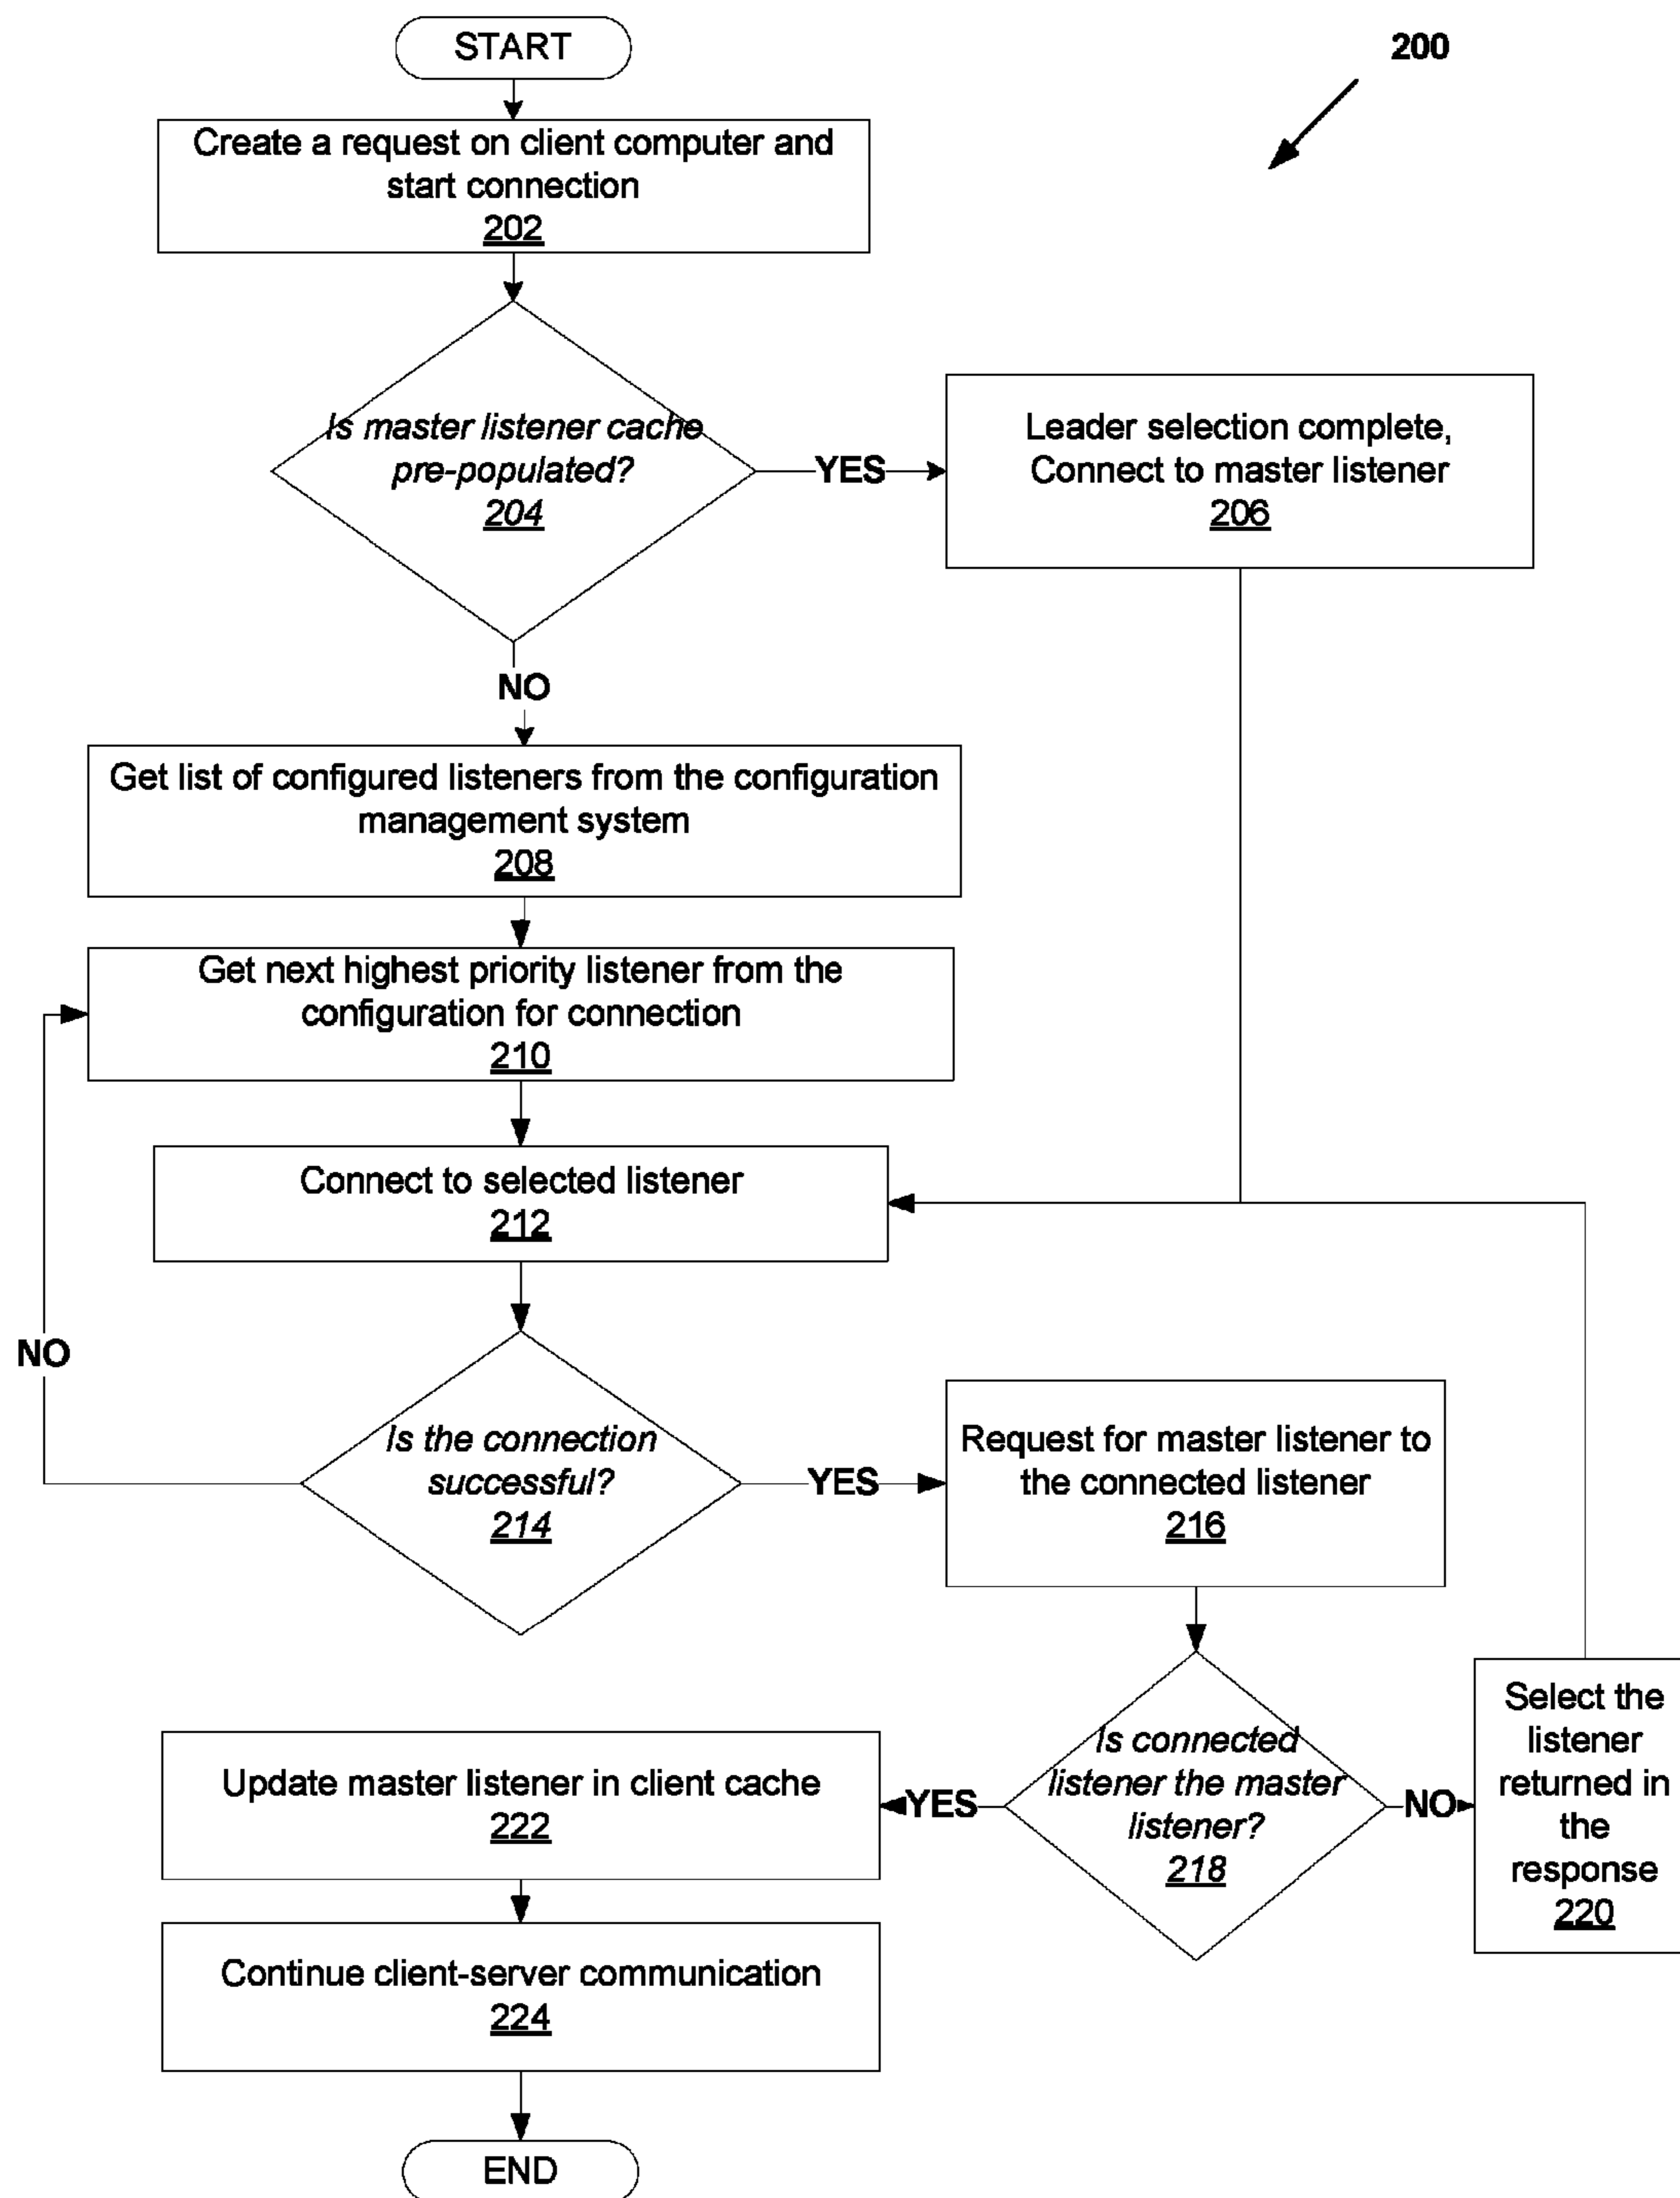 START
200
Create a request on client computer and
start connection
202
Is master listener cache
pre-populated?
204
YES
Leader selection complete,
Connect to master listener
206
NO
Get list of configured listeners from the configuration
management system
208
Get next highest priority listener from the
configuration for connection
210
Connect to selected listener
212
NO
Is the connection
successful?
214
YES
Request for master listener to
the connected listener
216
Is connected
listener the master
listener?
218
NO
Select the
listener
returned in
the
response
220
YES
Update master listener in client cache
222
Continue client-server communication
224
END